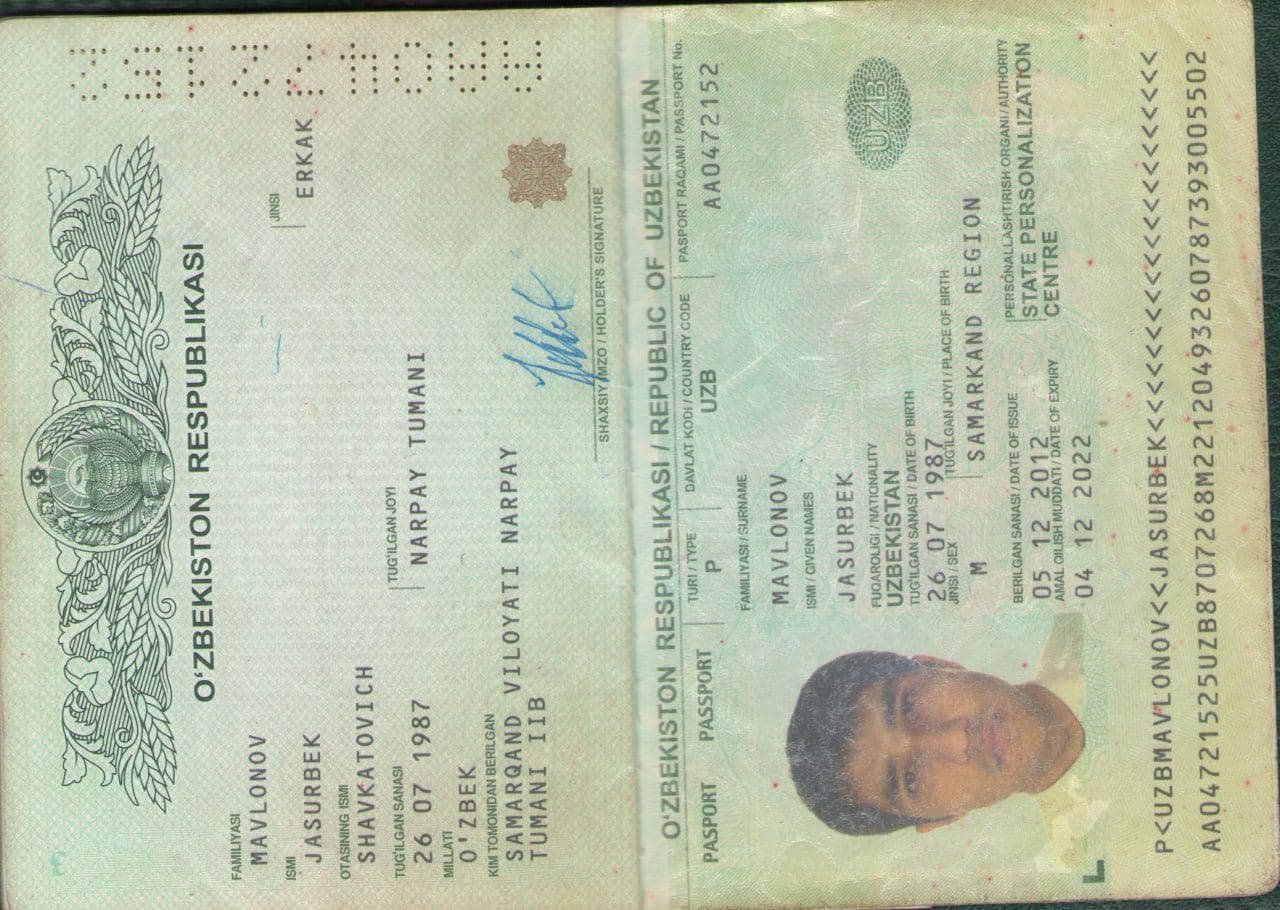 O‘ZBEKISTON RESPUBLIKASI
FAMILIYASI
MAVLONOV
ISMI
JASURBEK
JINSI
ERKAK
OTASINING ISMI
SHAVKATOVICH
TUG‘ILGAN SANASI
26 07 1987
TUG‘ILGAN JOYI
NARPAY TUMANI
MILLATI
O'ZBEK
KIM TOMONIDAN BERILGAN
SAMARQAND VILOYATI NARPAY
TUMANI IIB
SHAXSIY IMZO / HOLDER'S SIGNATURE
AA0472152
O‘ZBEKISTON RESPUBLIKASI / REPUBLIC OF UZBEKISTAN
PASPORT PASSPORT
TURI / TYPE
P
DAVLAT KODI / COUNTRY CODE
UZB
PASPORT RAQAMI / PASSPORT No.
AA0472152
FAMILIYASI / SURNAME
MAVLONOV
ISMI / GIVEN NAMES
JASURBEK
FUQAROLIGI / NATIONALITY
UZBEKISTAN
UZB
TUG‘ILGAN SANASI / DATE OF BIRTH
26 07 1987
JINSI / SEX
M
TUG‘ILGAN JOYI / PLACE OF BIRTH
SAMARKAND REGION
BERILGAN SANASI / DATE OF ISSUE
05 12 2012
PERSONALLASHTIRISH ORGANI / AUTHORITY
STATE PERSONALIZATION
CENTRE
AMAL QILISH MUDDATI / DATE OF EXPIRY
04 12 2022
P<UZBMAVLONOV<<JASURBEK<<<<<<<<<<<<<<<<<<<<<
AA04721525UZB8707268M22120493260787393005502